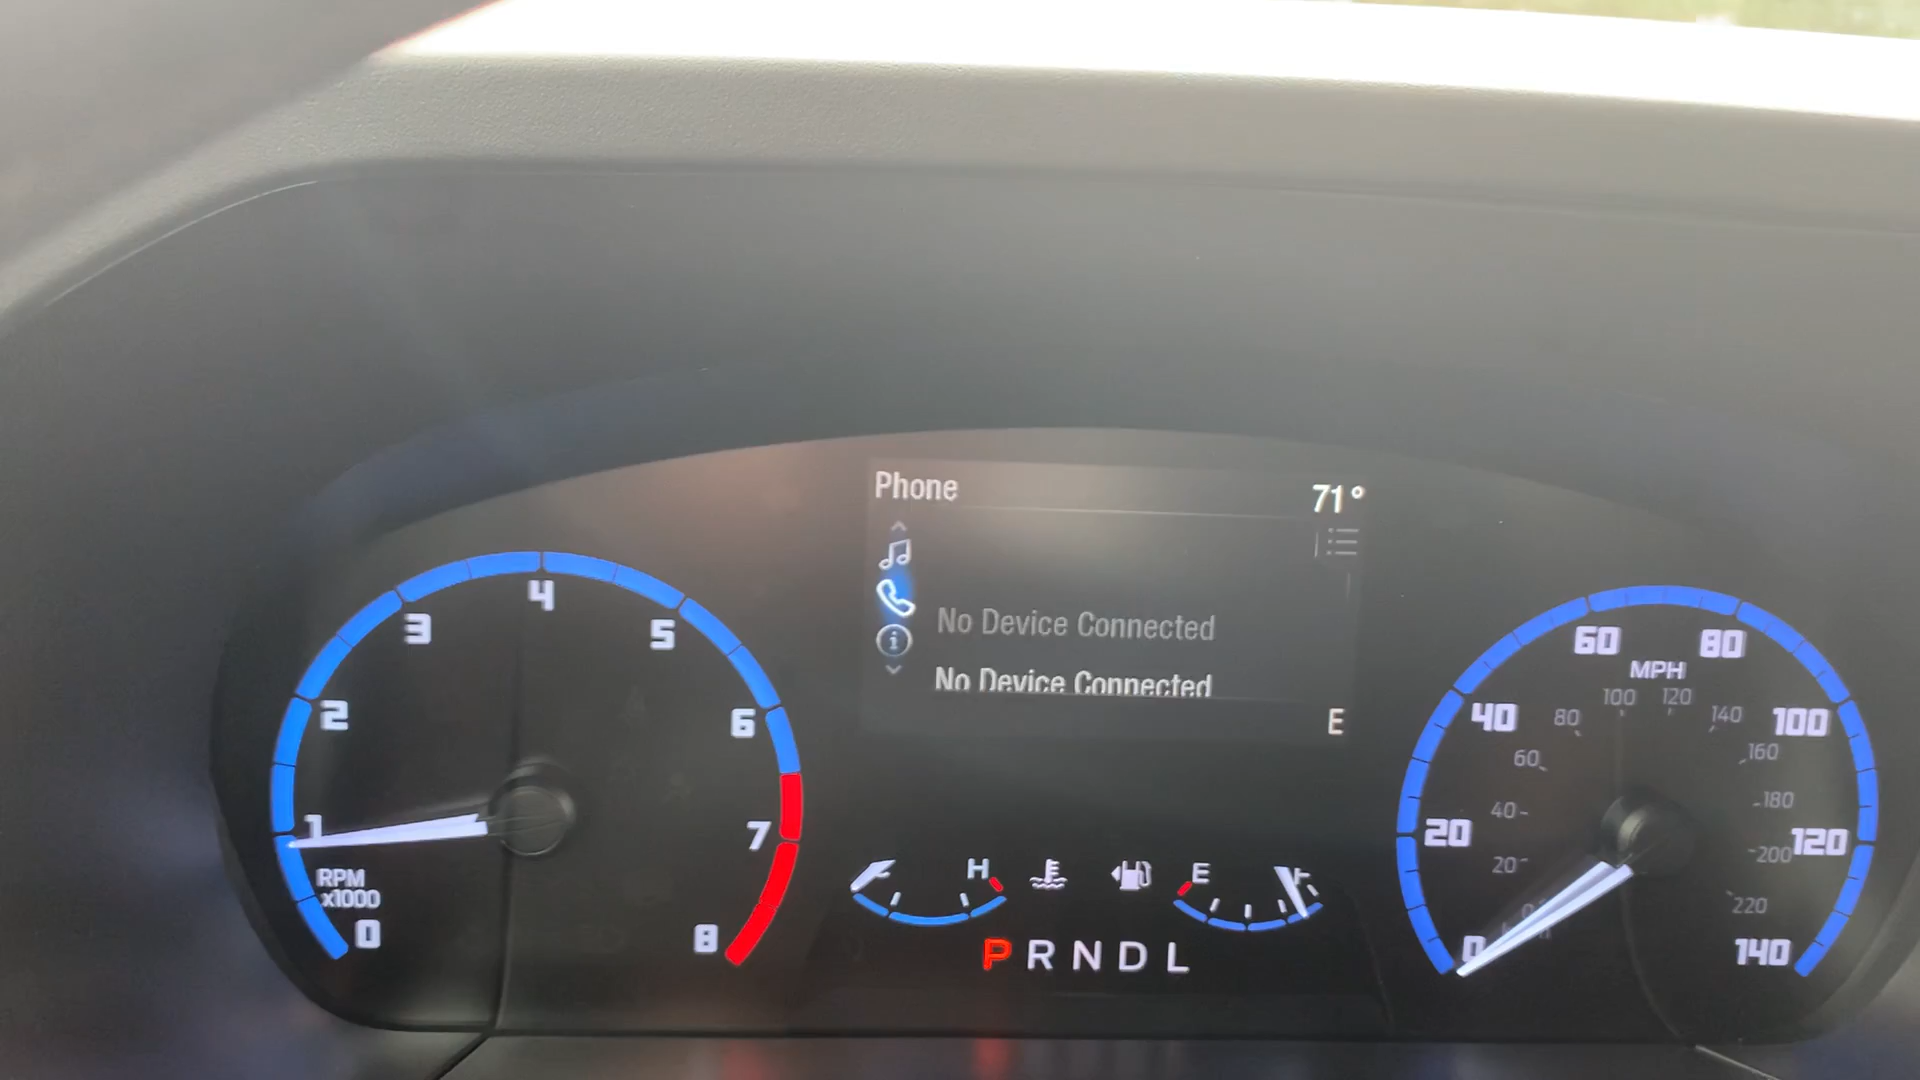 Phone 71°
No Device Connected
No Device Connected
E
0 1 2 3 4 5 6 7 8
RPM
x1000
H
E F
P R N D L
0 20 40 60 80 100 120 140
MPH
20 40 60 80 100 120 140 160 180 200 220